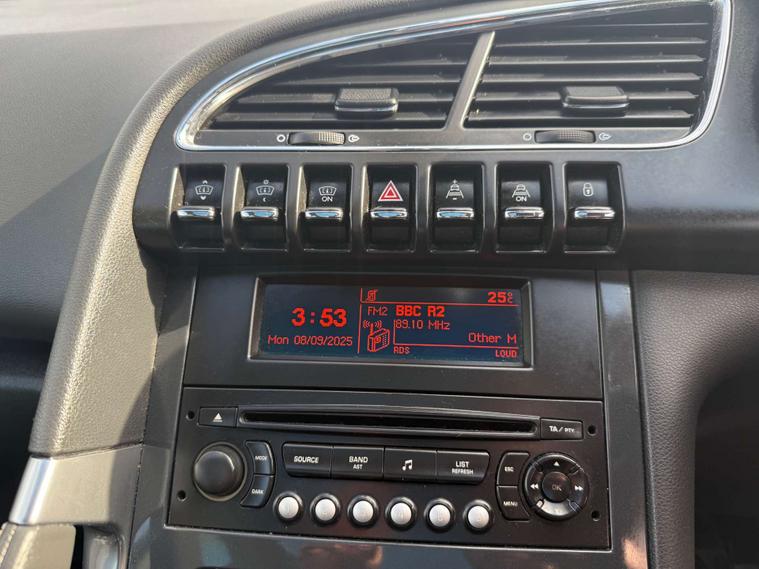 ON
ON
25°C
FM2 BBC R2
3:53
89.10 MHz
Mon 08/09/2025
Other M
RDS LOUD
TA / PTY
SOURCE
BAND
AST
LIST
REFRESH
MODE
DARK
ESC
MENU
OK